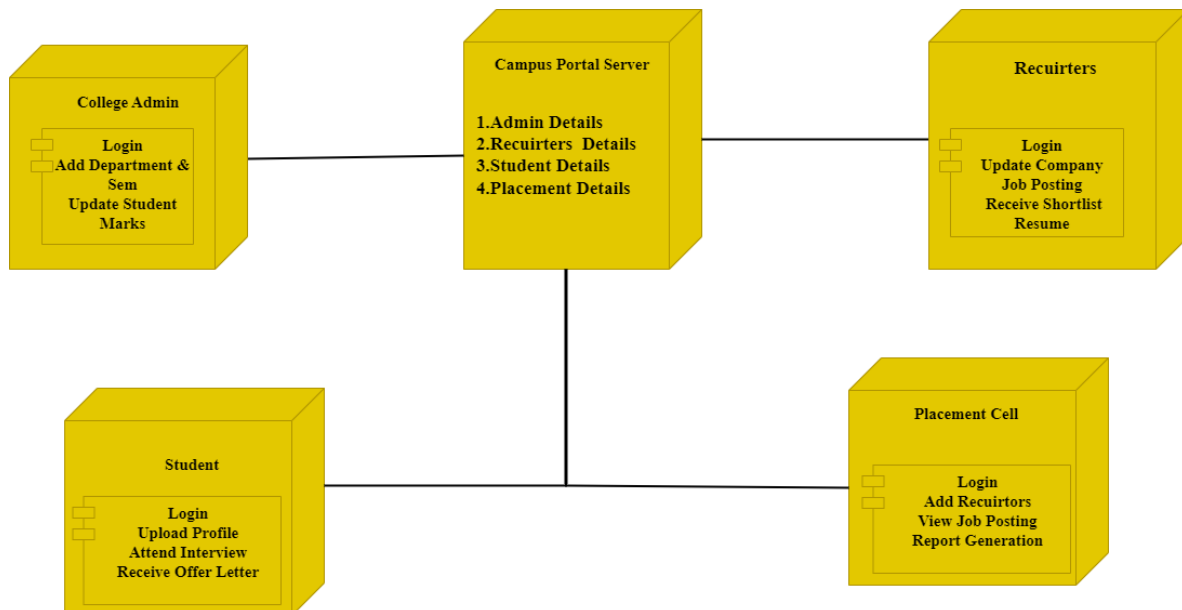 College Admin
Login
Add Department &
Sem
Update Student
Marks
Campus Portal Server
1.Admin Details
2.Recuirters Details
3.Student Details
4.Placement Details
Recuirters
Login
Update Company
Job Posting
Receive Shortlist
Resume
Student
Login
Upload Profile
Attend Interview
Receive Offer Letter
Placement Cell
Login
Add Recuirtors
View Job Posting
Report Generation